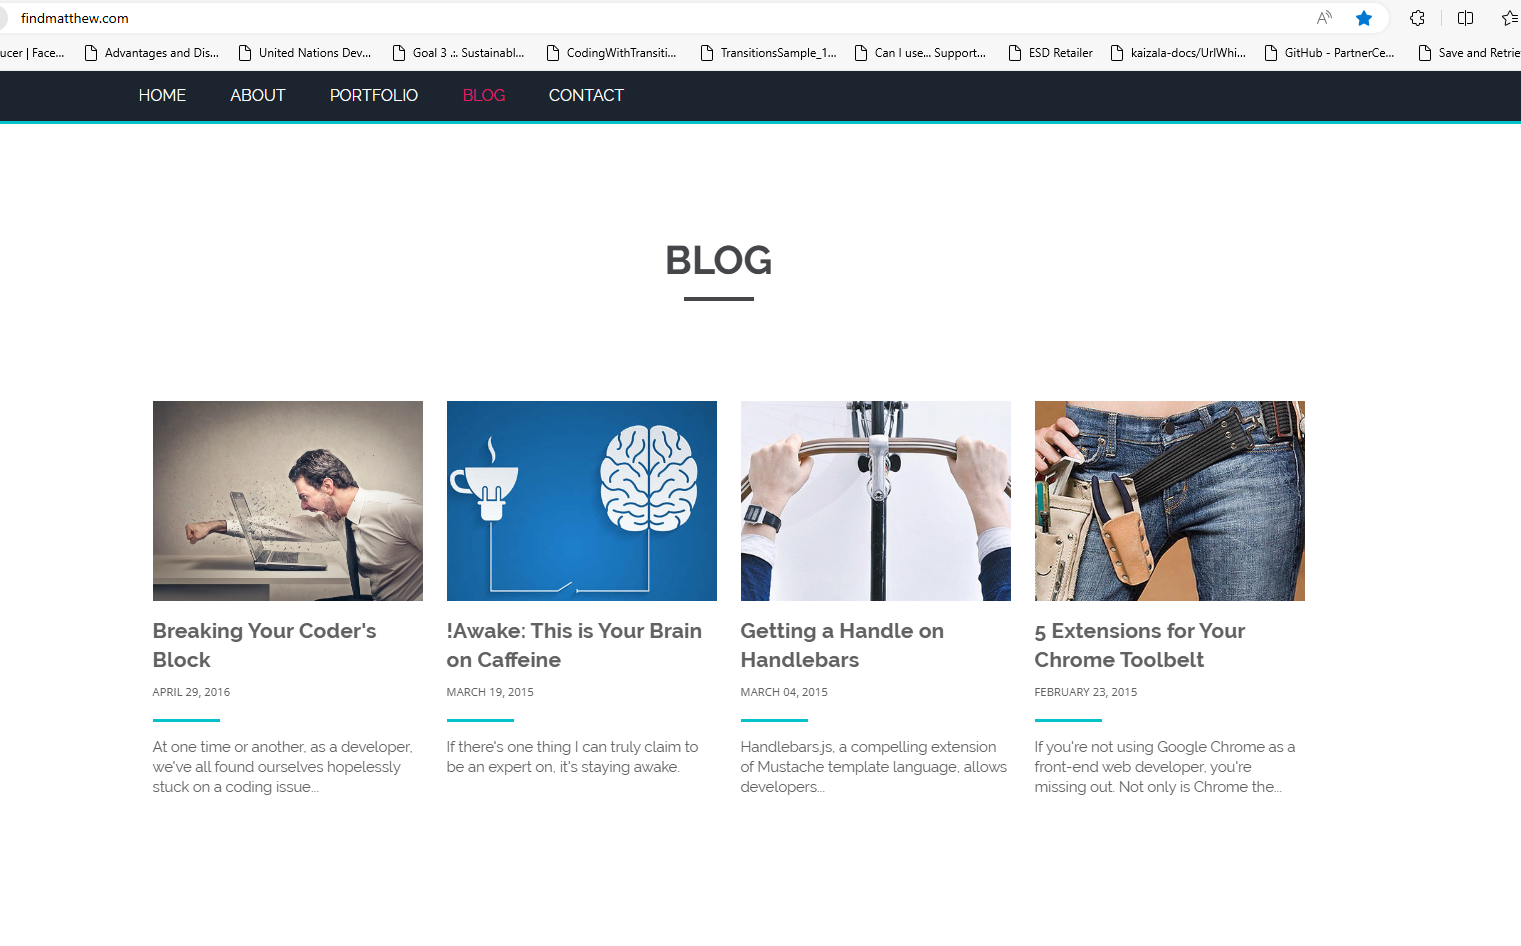 findmatthew.com
ucer | Face... Advantages and Dis... United Nations Dev... Goal 3 .:. Sustainabl... CodingWithTransiti... TransitionsSample_1... Can I use... Support... ESD Retailer kaizala-docs/UrlWhi... GitHub - PartnerCe... Save and Retrie
HOME ABOUT PORTFOLIO BLOG CONTACT
BLOG
Breaking Your Coder's
Block
APRIL 29, 2016
At one time or another, as a developer,
we've all found ourselves hopelessly
stuck on a coding issue...
!Awake: This is Your Brain
on Caffeine
MARCH 19, 2015
If there's one thing I can truly claim to
be an expert on, it's staying awake.
Getting a Handle on
Handlebars
MARCH 04, 2015
Handlebars.js, a compelling extension
of Mustache template language, allows
developers...
5 Extensions for Your
Chrome Toolbelt
FEBRUARY 23, 2015
If you're not using Google Chrome as a
front-end web developer, you're
missing out. Not only is Chrome the...